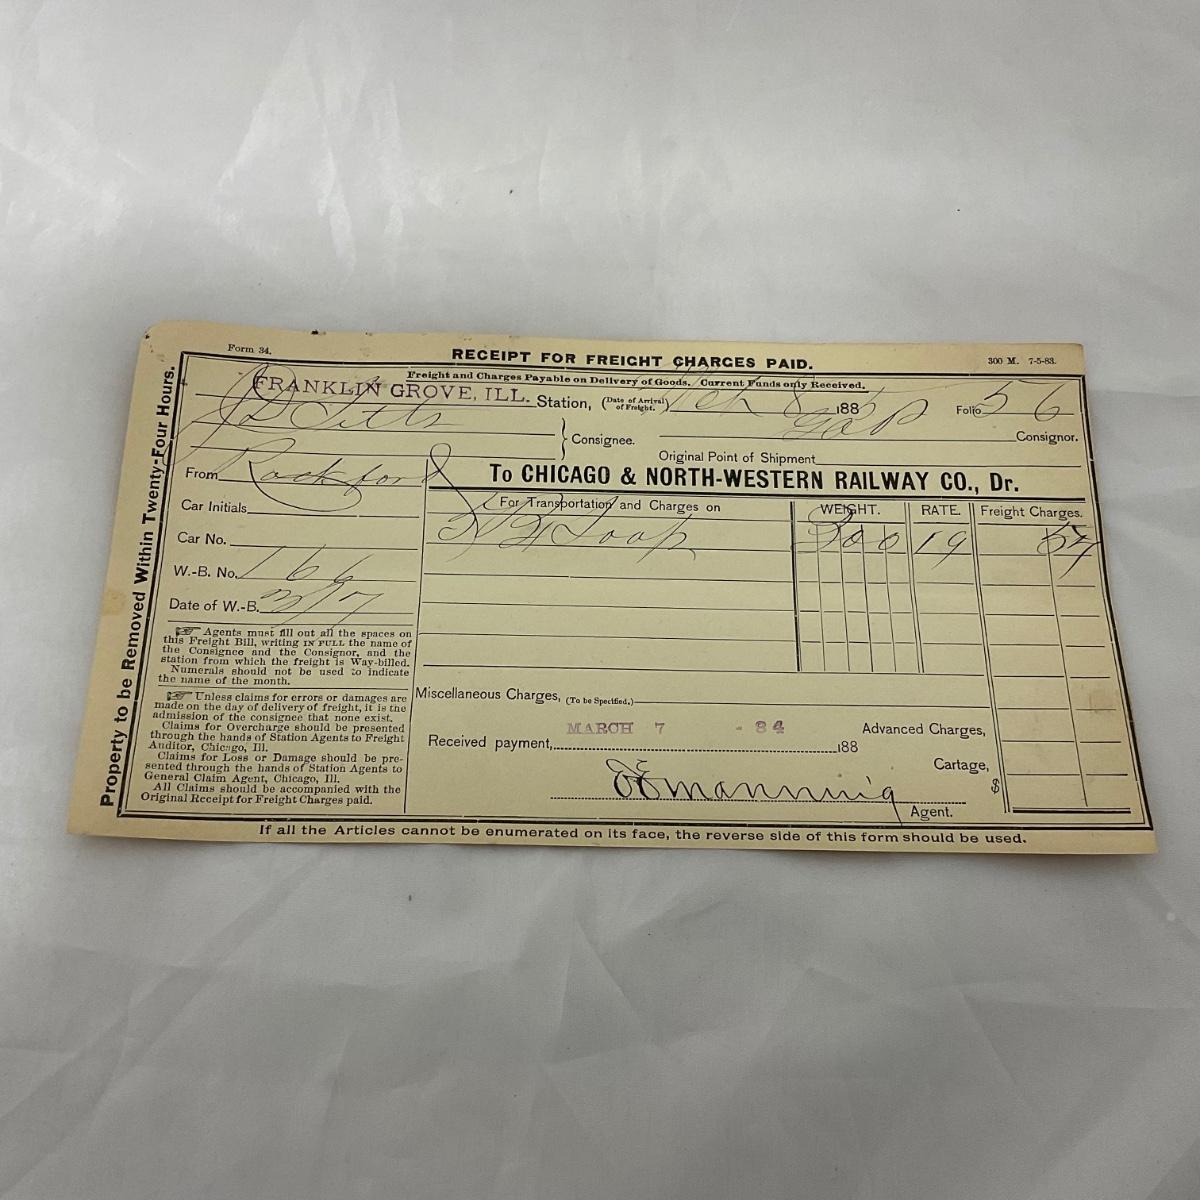 Form 34.
RECEIPT FOR FREIGHT CHARGES PAID.
300 M. 7-5-83.
Freight and Charges Payable on Delivery of Goods. Current Funds only Received.
FRANKLIN GROVE, ILL. Station, (Date of Arrival of Freight.) 8 188 Folio 56
Consignee.
Consignor.
Original Point of Shipment
From Rockford
To CHICAGO & NORTH-WESTERN RAILWAY CO., Dr.
Car Initials
Car No.
W.-B. No. 166
Date of W.-B. 3/7
For Transportation and Charges on WEIGHT. RATE. Freight Charges.
3 Soap 300 19 57
☞ Agents must fill out all the spaces on
this Freight Bill, writing IN FULL the name of
the Consignee and the Consignor, and the
station from which the freight is Way-billed.
Numerals should not be used to indicate
the name of the month.
☞ Unless claims for errors or damages are
made on the day of delivery of freight, it is the
admission of the consignee that none exist.
Claims for Overcharge should be presented
through the hands of Station Agents to Freight
Auditor, Chicago, Ill.
Claims for Loss or Damage should be pre-
sented through the hands of Station Agents to
General Claim Agent, Chicago, Ill.
All Claims should be accompanied with the
Original Receipt for Freight Charges paid.
Miscellaneous Charges, (To be Specified.)
MARCH 7 - 84
Advanced Charges,
Received payment, 188
Cartage,
$
Manning
Agent.
If all the Articles cannot be enumerated on its face, the reverse side of this form should be used.
Property to be Removed Within Twenty-Four Hours.